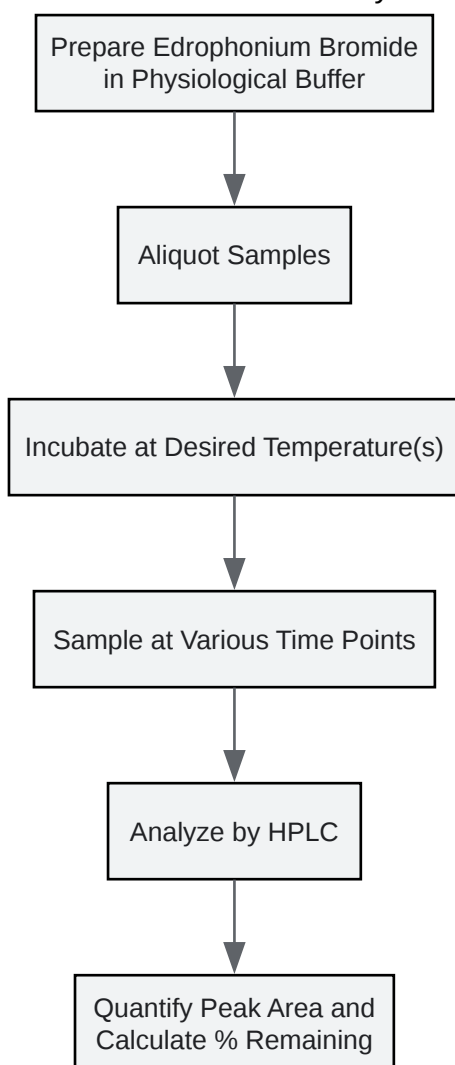 Prepare Edrophonium Bromide
in Physiological Buffer
Aliquot Samples
Incubate at Desired Temperature(s)
Sample at Various Time Points
Analyze by HPLC
Quantify Peak Area and
Calculate % Remaining